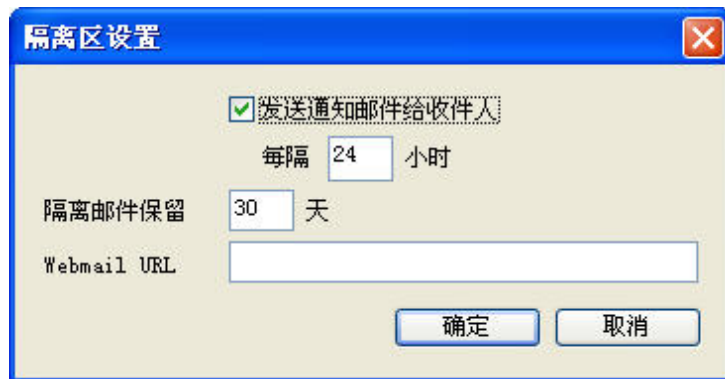 隔离区设置
发送通知邮件给收件人
每隔 24 小时
隔离邮件保留 30 天
Webmail URL
确定 取消